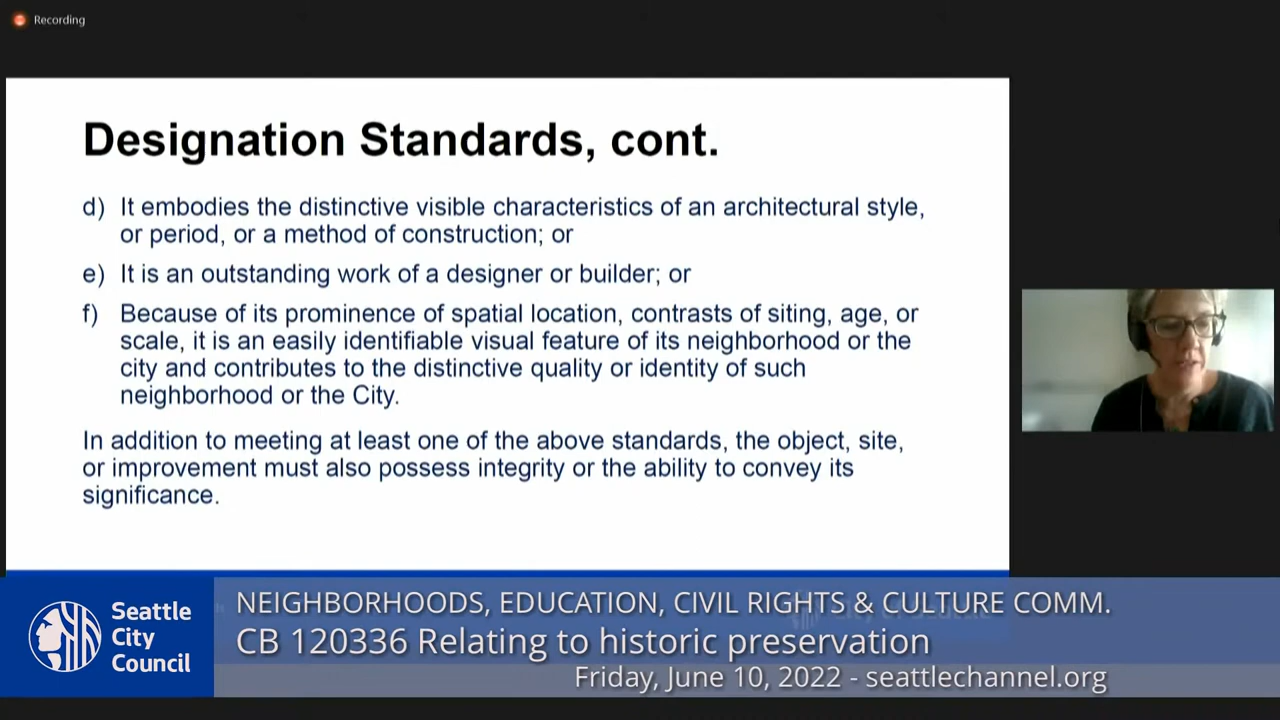 Recording
Designation Standards, cont.
d) It embodies the distinctive visible characteristics of an architectural style,
or period, or a method of construction; or
e) It is an outstanding work of a designer or builder; or
f) Because of its prominence of spatial location, contrasts of siting, age, or
scale, it is an easily identifiable visual feature of its neighborhood or the
city and contributes to the distinctive quality or identity of such
neighborhood or the City.
In addition to meeting at least one of the above standards, the object, site,
or improvement must also possess integrity or the ability to convey its
significance.
Seattle
City
Council
NEIGHBORHOODS, EDUCATION, CIVIL RIGHTS & CULTURE COMM.
CB 120336 Relating to historic preservation
Friday, June 10, 2022 - seattlechannel.org